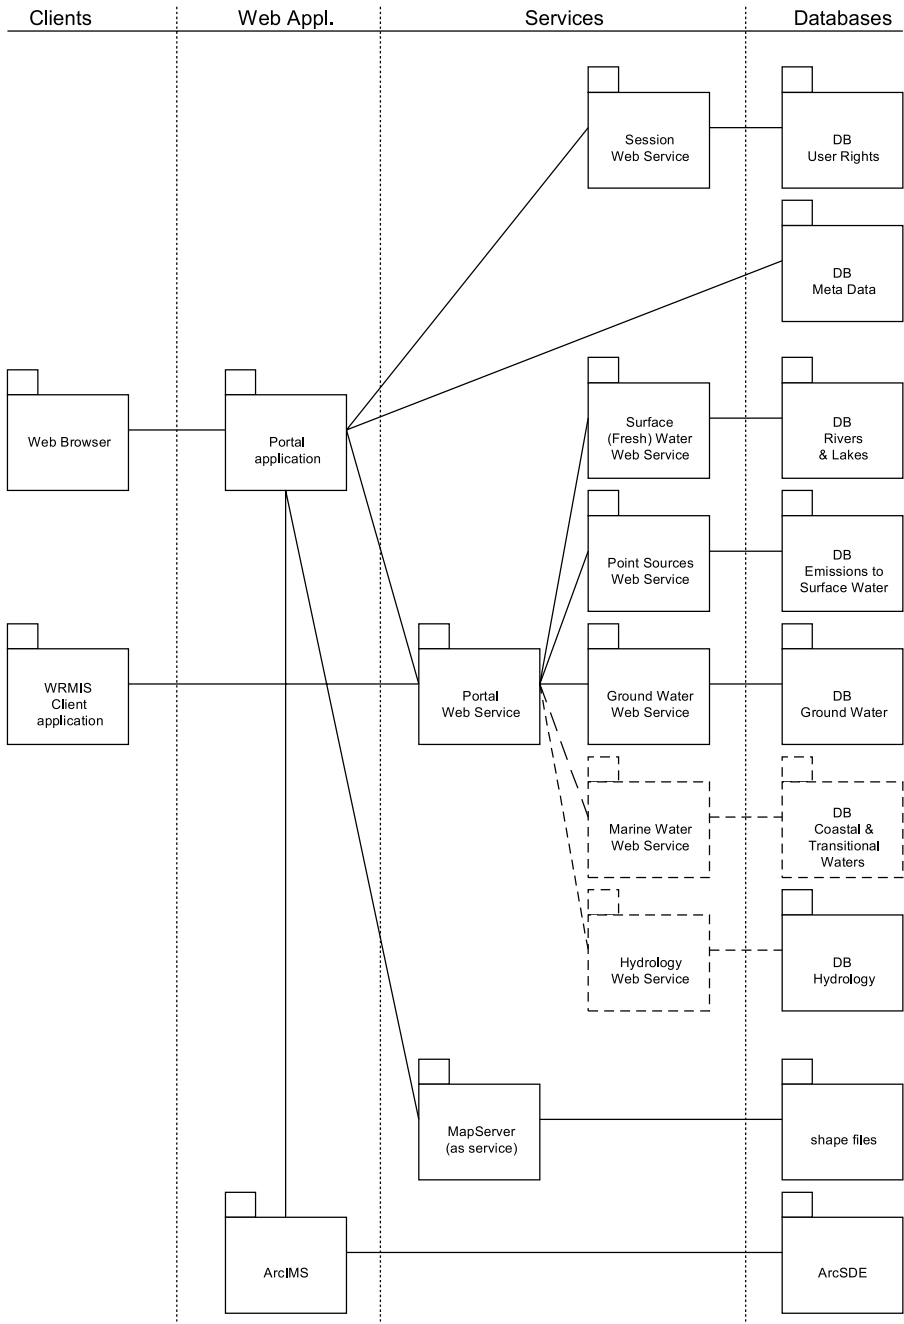 Clients
Web Appl.
Services
Databases
Session
Web Service
DB
User Rights
DB
Meta Data
Web Browser
Portal
application
Surface
(Fresh) Water
Web Service
DB
Rivers
& Lakes
Point Sources
Web Service
DB
Emissions to
Surface Water
WRMIS
Client
application
Portal
Web Service
Ground Water
Web Service
DB
Ground Water
Marine Water
Web Service
DB
Coastal &
Transitional
Waters
Hydrology
Web Service
DB
Hydrology
MapServer
(as service)
shape files
ArcIMS
ArcSDE